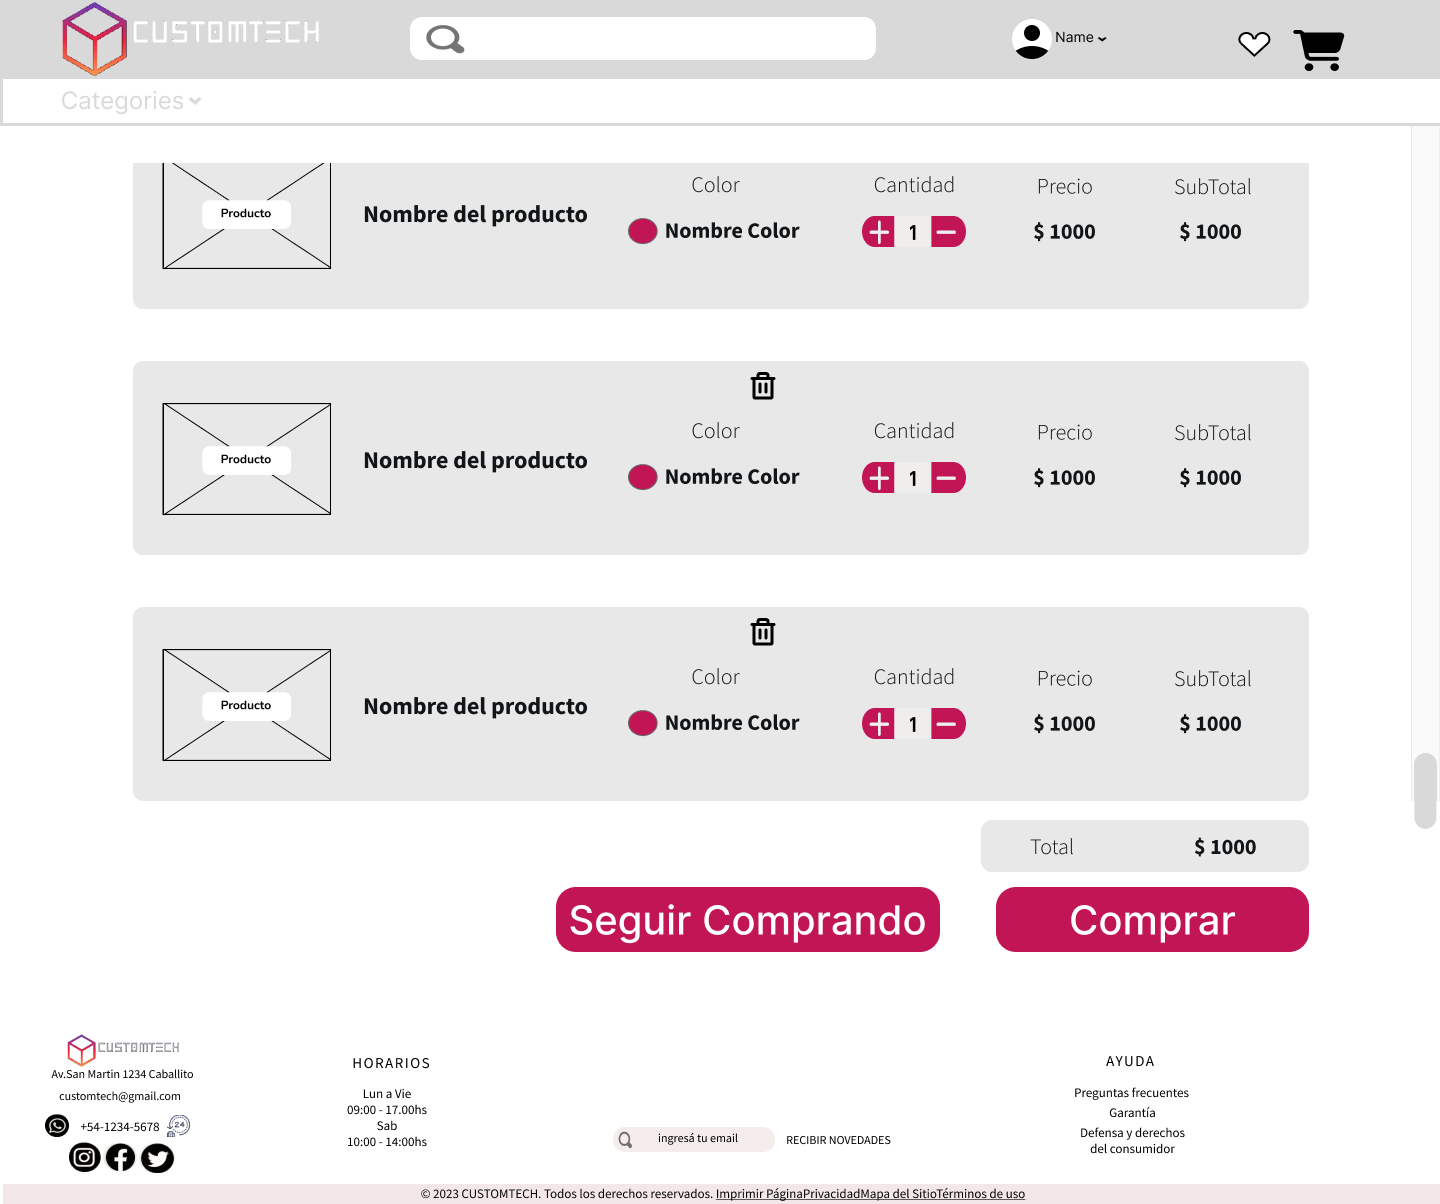 CUSTOMTECH
Name
Categories
Color Cantidad Precio SubTotal
Producto Nombre del producto Nombre Color 1 $ 1000 $ 1000
Color Cantidad Precio SubTotal
Producto Nombre del producto Nombre Color 1 $ 1000 $ 1000
Color Cantidad Precio SubTotal
Producto Nombre del producto Nombre Color 1 $ 1000 $ 1000
Total $ 1000
Seguir Comprando Comprar
CUSTOMTECH
Av.San Martin 1234 Caballito
customtech@gmail.com
+54-1234-5678 24
HORARIOS
Lun a Vie
09:00 - 17.00hs
Sab
10:00 - 14:00hs
ingresá tu email RECIBIR NOVEDADES
AYUDA
Preguntas frecuentes
Garantía
Defensa y derechos
del consumidor
© 2023 CUSTOMTECH. Todos los derechos reservados. Imprimir PáginaPrivacidadMapa del SitioTérminos de uso